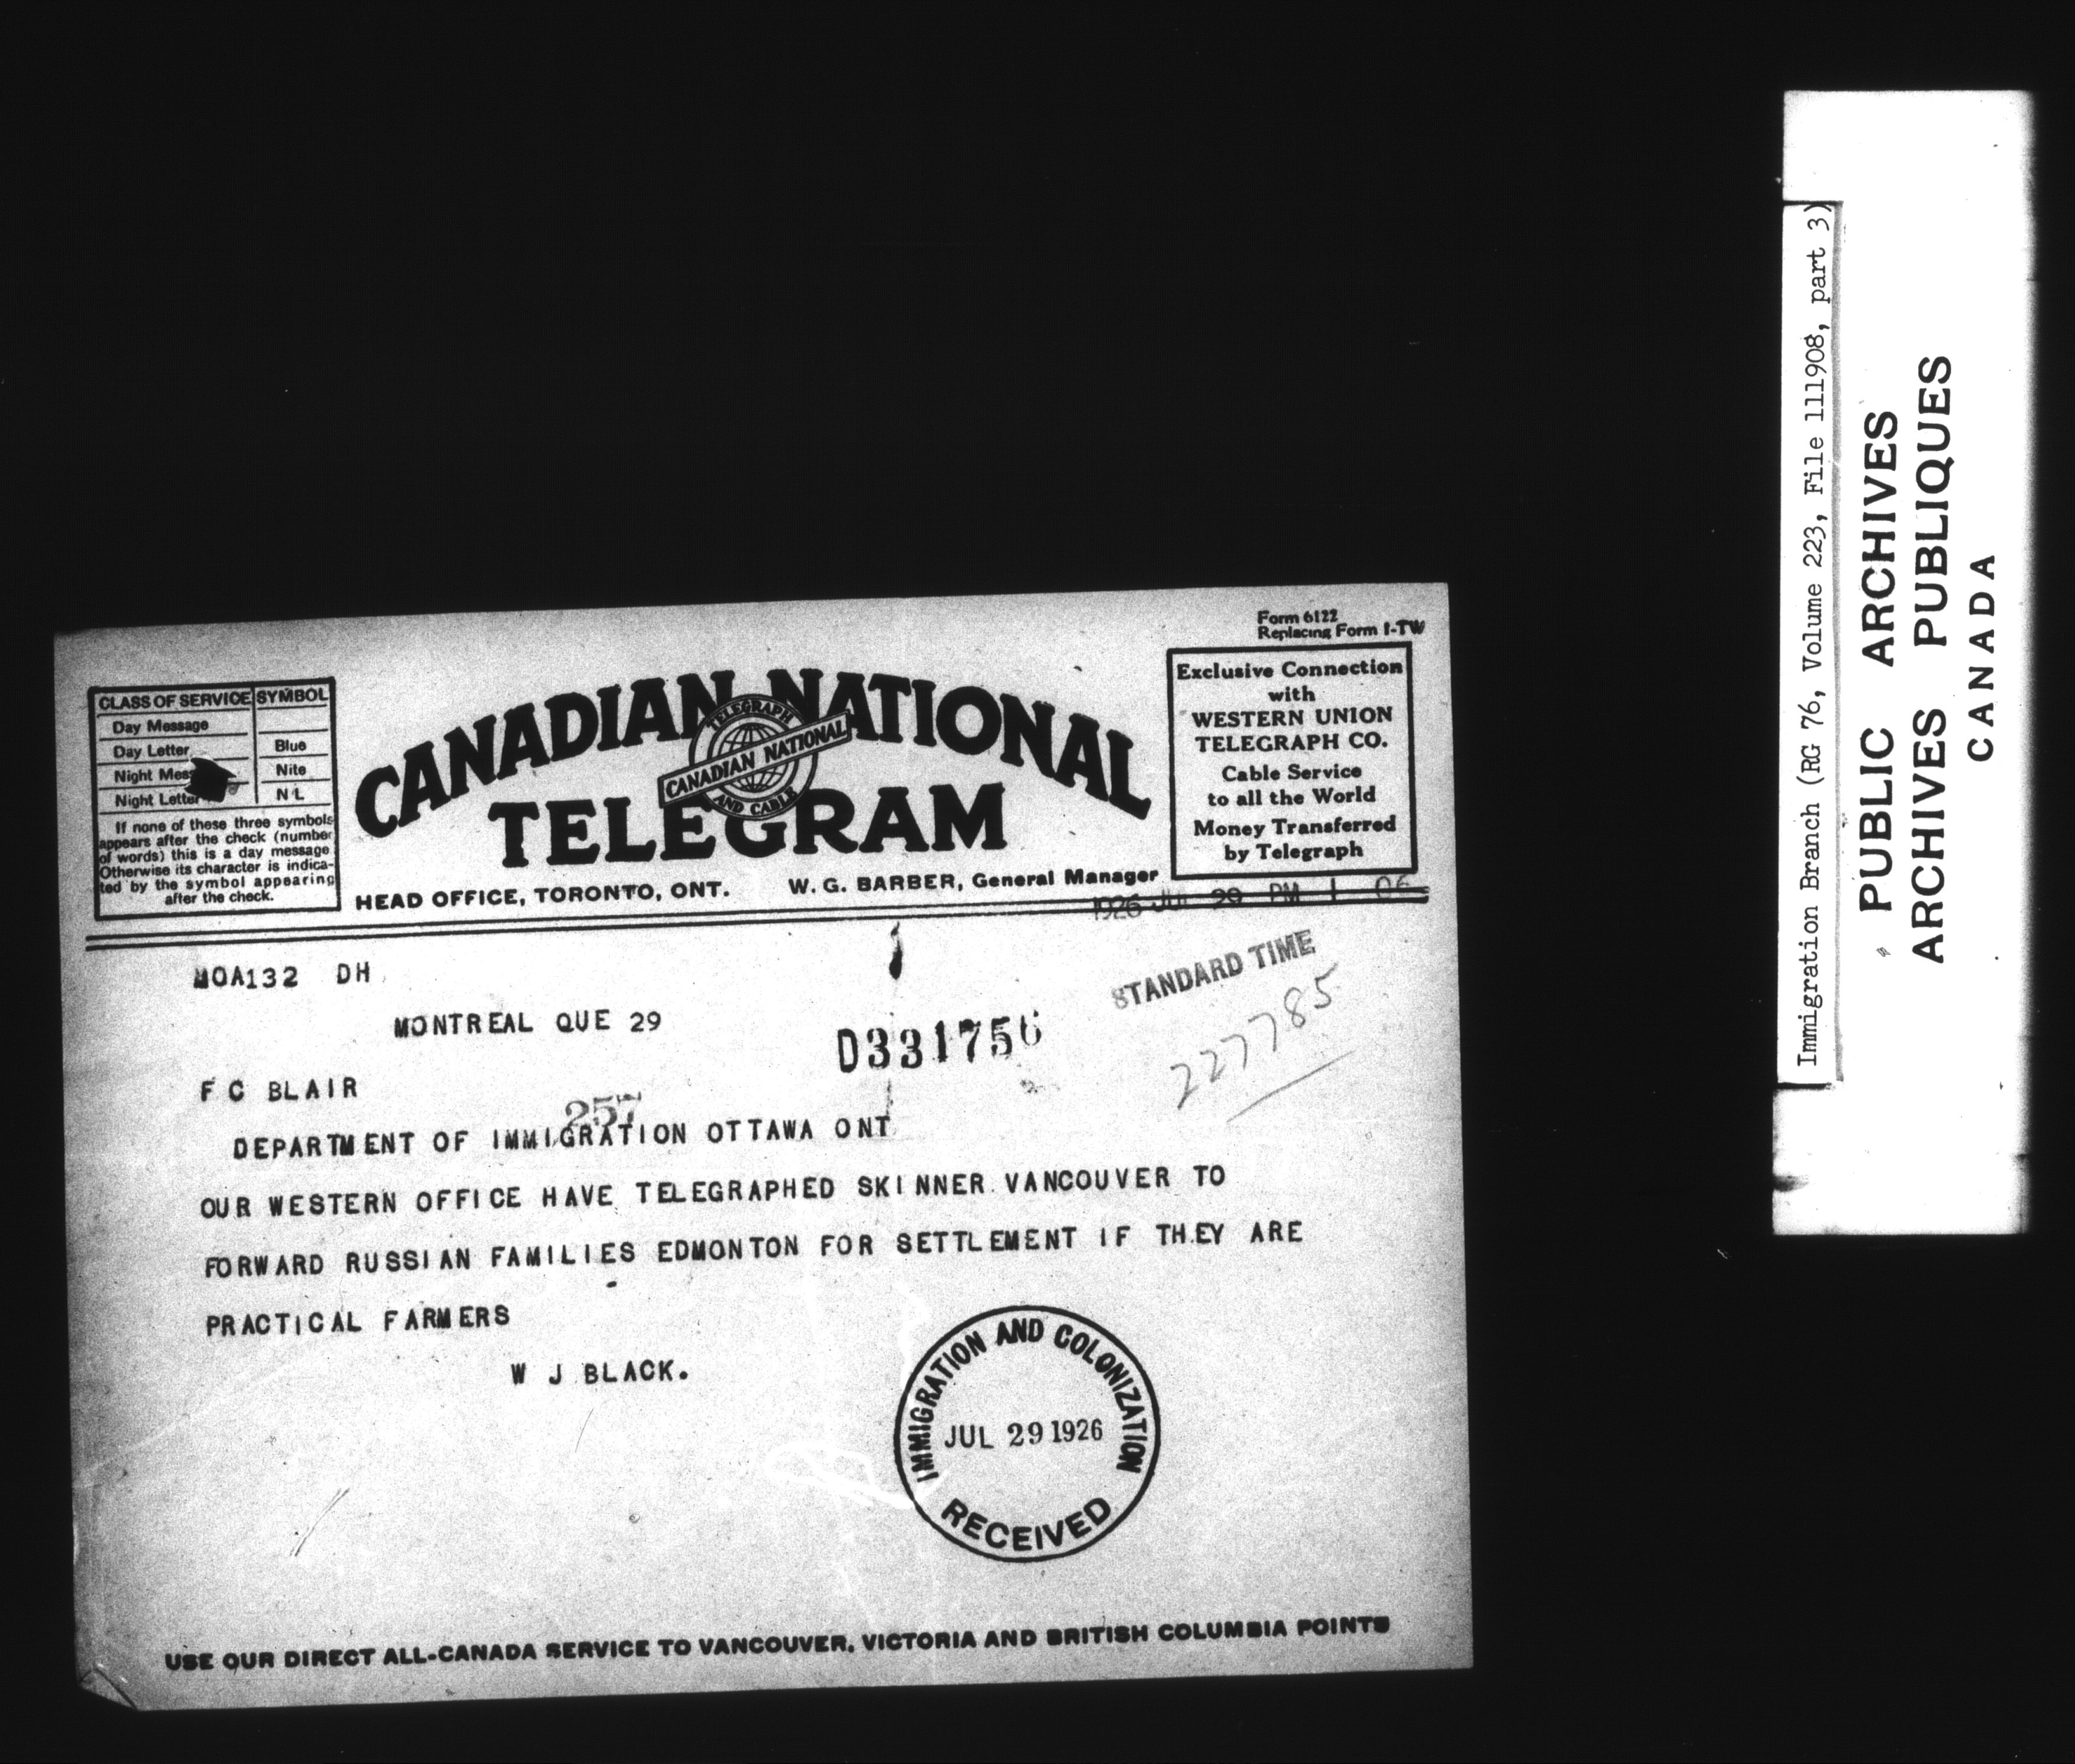 Form 6122
Replacing Form 1-TW
CLASS OF SERVICE SYMBOL
Day Message
Day Letter Blue
Night Mes Nite
Night Letter N L
If none of these three symbols
appears after the check (number
of words) this is a day message
Otherwise its character is indica-
ted by the symbol appearing
after the check.
CANADIAN NATIONAL
TELEGRAPH
CANADIAN NATIONAL
AND CABLE
TELEGRAM
Exclusive Connection
with
WESTERN UNION
TELEGRAPH CO.
Cable Service
to all the World
Money Transferred
by Telegraph
HEAD OFFICE, TORONTO, ONT. W. G. BARBER, General Manager
1926 JUL 29 PM 1 06
STANDARD TIME
MOA132 DH
MONTREAL QUE 29
D331756
227785
F C BLAIR
257
DEPARTMENT OF IMMIGRATION OTTAWA ONT
OUR WESTERN OFFICE HAVE TELEGRAPHED SKINNER VANCOUVER TO
FORWARD RUSSIAN FAMILIES EDMONTON FOR SETTLEMENT IF THEY ARE
PRACTICAL FARMERS
W J BLACK.
IMMIGRATION AND COLONIZATION
JUL 29 1926
RECEIVED
USE OUR DIRECT ALL-CANADA SERVICE TO VANCOUVER, VICTORIA AND BRITISH COLUMBIA POINTS
Immigration Branch (RG 76, Volume 223, File 111908, part 3)
PUBLIC ARCHIVES
ARCHIVES PUBLIQUES
CANADA